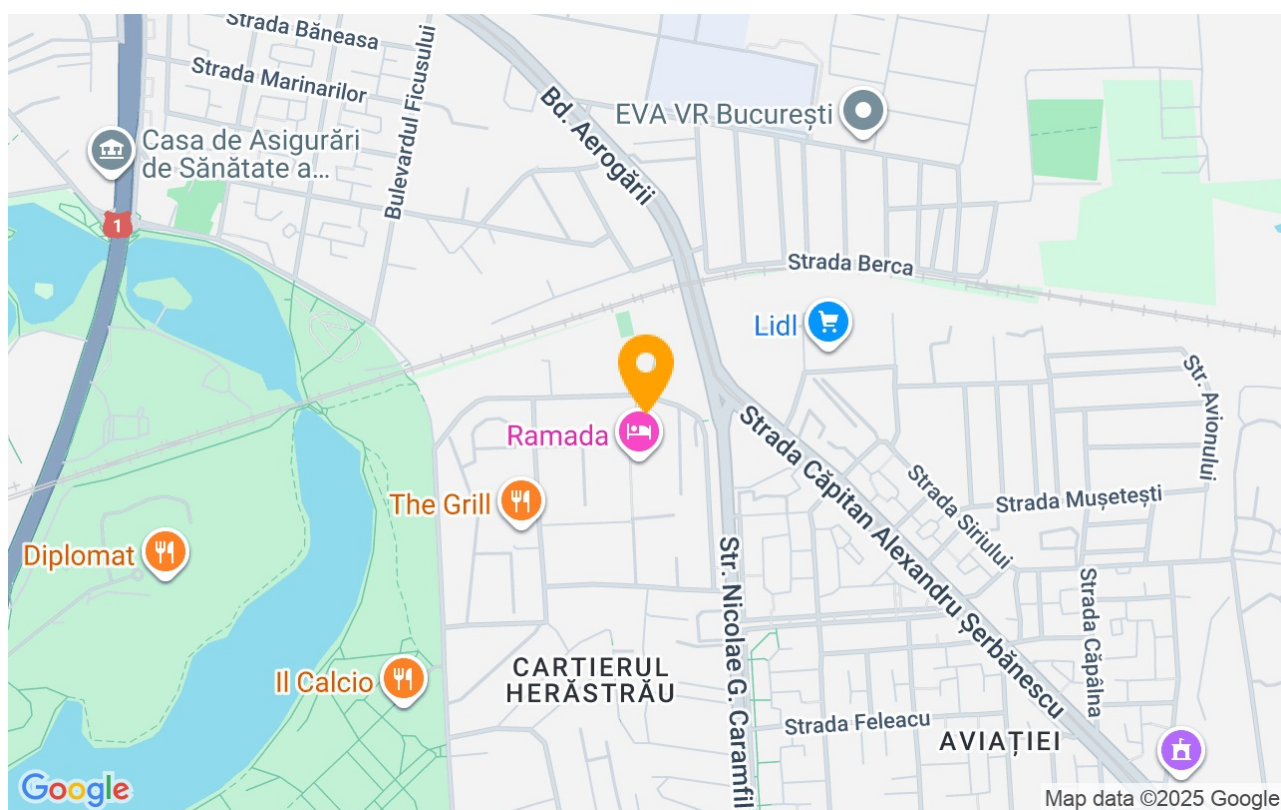 Strada Băneasa
Strada Marinarilor
Bulevardul Ficusului
Bd. Aerogării
EVA VR București
Casa de Asigurări
de Sănătate a...
1
Strada Berca
Lidl
Str. Avionului
Ramada
Strada Căpitan Alexandru Șerbănescu
The Grill
Strada Siriului
Strada Mușetești
Diplomat
Str. Nicolae G. Caramfil
Strada Căpâlna
Il Calcio
CARTIERUL
HERĂSTRĂU
Strada Feleacu
AVIAȚIEI
Google
Map data ©2025 Google